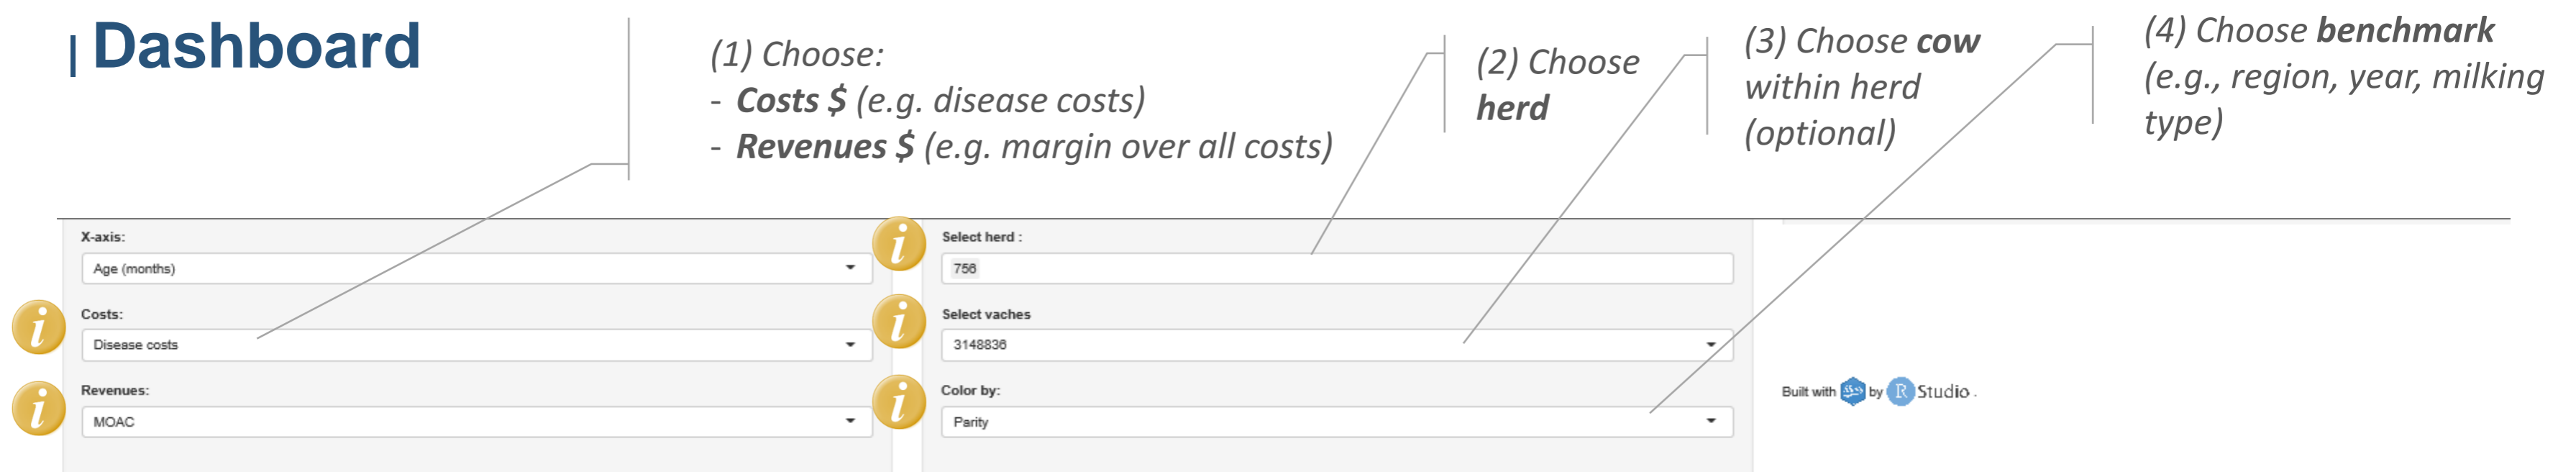 | Dashboard
(1) Choose:
- Costs $ (e.g. disease costs)
- Revenues $ (e.g. margin over all costs)
(2) Choose
herd
(3) Choose cow
within herd
(optional)
(4) Choose benchmark
(e.g., region, year, milking
type)
X-axis:
Age (months)
Costs:
Disease costs
Revenues:
MOAC
Select herd :
756
Select vaches
3148836
Color by:
Parity
Built with by R Studio.